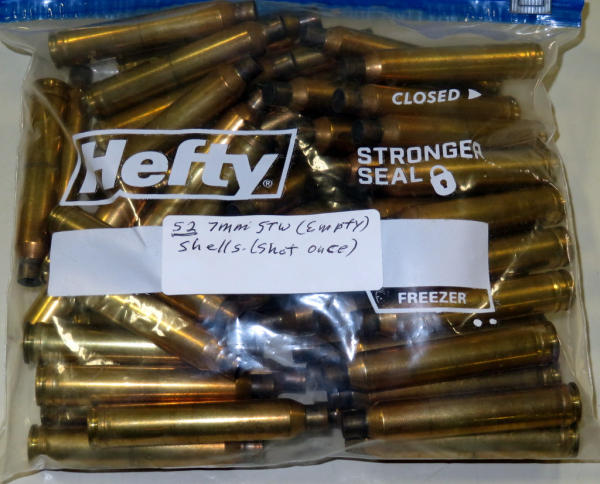 CLOSED
Hefty®
STRONGER
SEAL
52 7mm STW (Empty)
Shells-(Shot once)
FREEZER